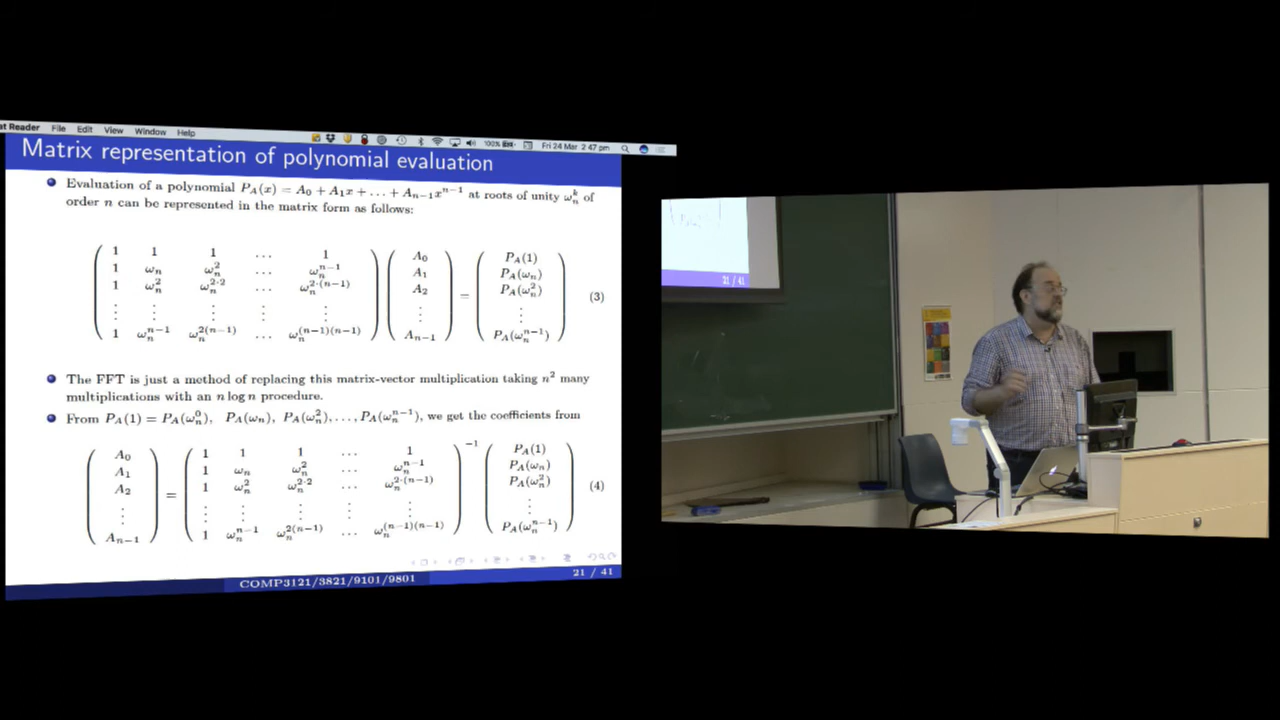 at Reader File Edit View Window Help 100% Fri 24 Mar 2:47 pm
Matrix representation of polynomial evaluation
Evaluation of a polynomial P_A(x) = A_0 + A_1x + … + A_{n−1}x^{n−1} at roots of unity ω_n^k of
order n can be represented in the matrix form as follows:
1 1 1 … 1 A_0 P_A(1)
1 ω_n ω_n^2 … ω_n^{n−1} A_1 P_A(ω_n)
1 ω_n^2 ω_n^{2·2} … ω_n^{2·(n−1)} A_2 = P_A(ω_n^2) (3)
⋮ ⋮ ⋮ ⋮ ⋮ ⋮ ⋮
1 ω_n^{n−1} ω_n^{2(n−1)} … ω_n^{(n−1)(n−1)} A_{n−1} P_A(ω_n^{n−1})
The FFT is just a method of replacing this matrix-vector multiplication taking n^2 many
multiplications with an n log n procedure.
From P_A(1) = P_A(ω_n^0), P_A(ω_n), P_A(ω_n^2), …, P_A(ω_n^{n−1}), we get the coefficients from
A_0 1 1 1 … 1 −1 P_A(1)
A_1 1 ω_n ω_n^2 … ω_n^{n−1} P_A(ω_n)
A_2 = 1 ω_n^2 ω_n^{2·2} … ω_n^{2·(n−1)} P_A(ω_n^2) (4)
⋮ ⋮ ⋮ ⋮ ⋮ ⋮ ⋮
A_{n−1} 1 ω_n^{n−1} ω_n^{2(n−1)} … ω_n^{(n−1)(n−1)} P_A(ω_n^{n−1})
COMP3121/3821/9101/9801 21 / 41
21 / 41